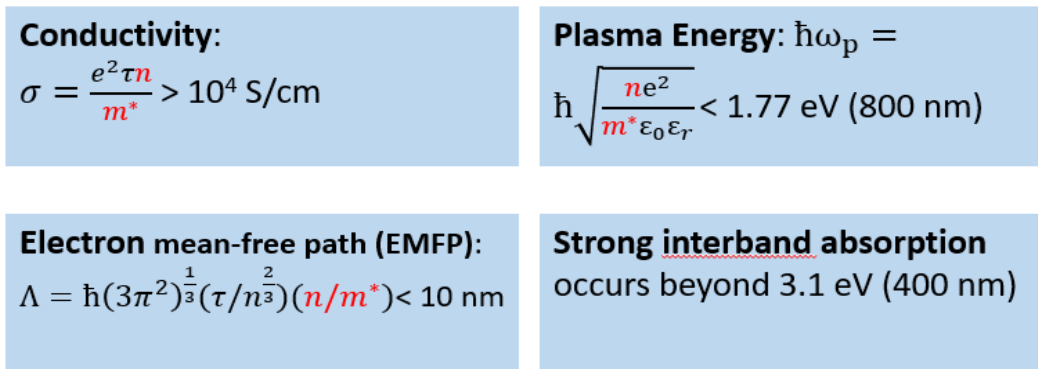 Conductivity:
σ = e²τn / m* > 10⁴ S/cm
Plasma Energy: ħωₚ =
ħ√(ne² / m*ε₀εᵣ) < 1.77 eV (800 nm)
Electron mean-free path (EMFP):
Λ = ħ(3π²)^(1/3)(τ/n^(2/3))(n/m*)< 10 nm
Strong interband absorption
occurs beyond 3.1 eV (400 nm)